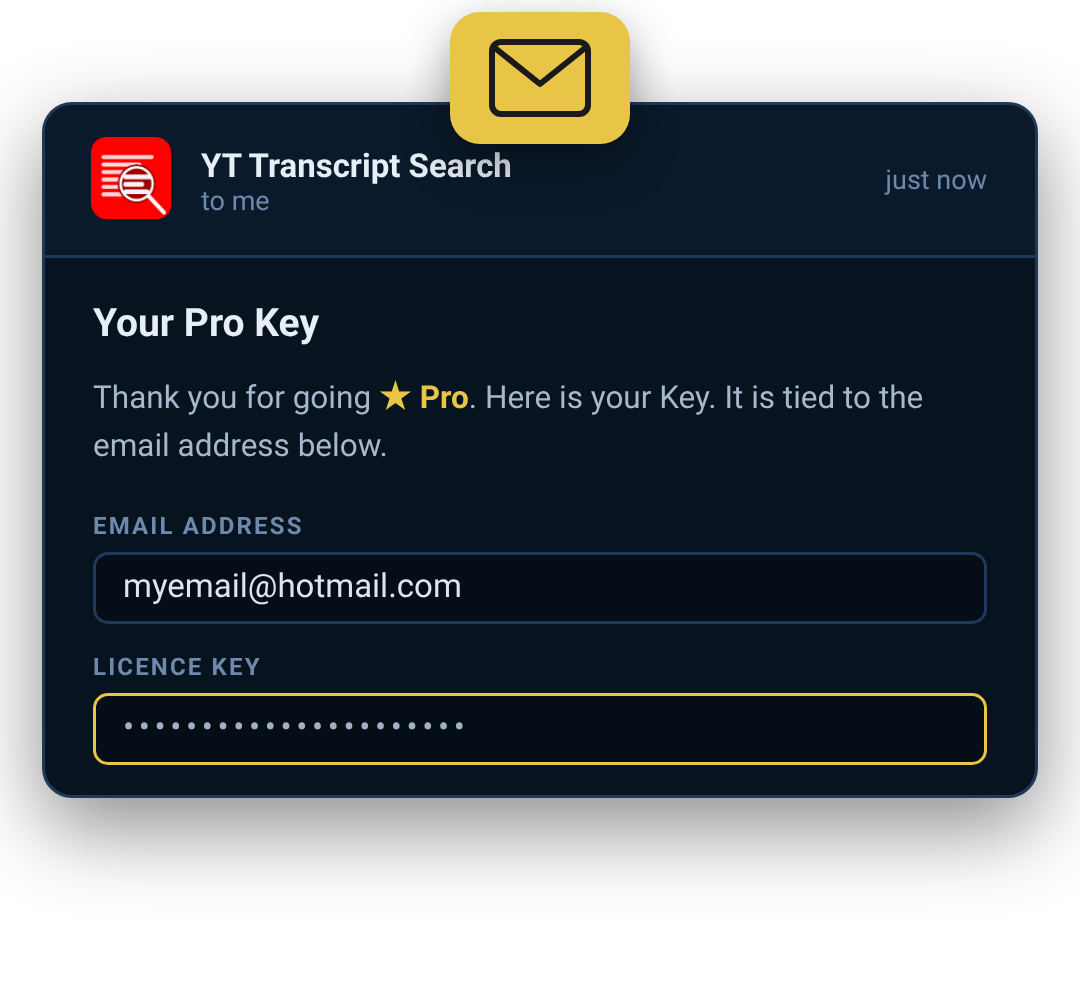 YT Transcript Search
to me
just now
Your Pro Key
Thank you for going ★ Pro. Here is your Key. It is tied to the
email address below.
EMAIL ADDRESS
myemail@hotmail.com
LICENCE KEY
••••••••••••••••••••••